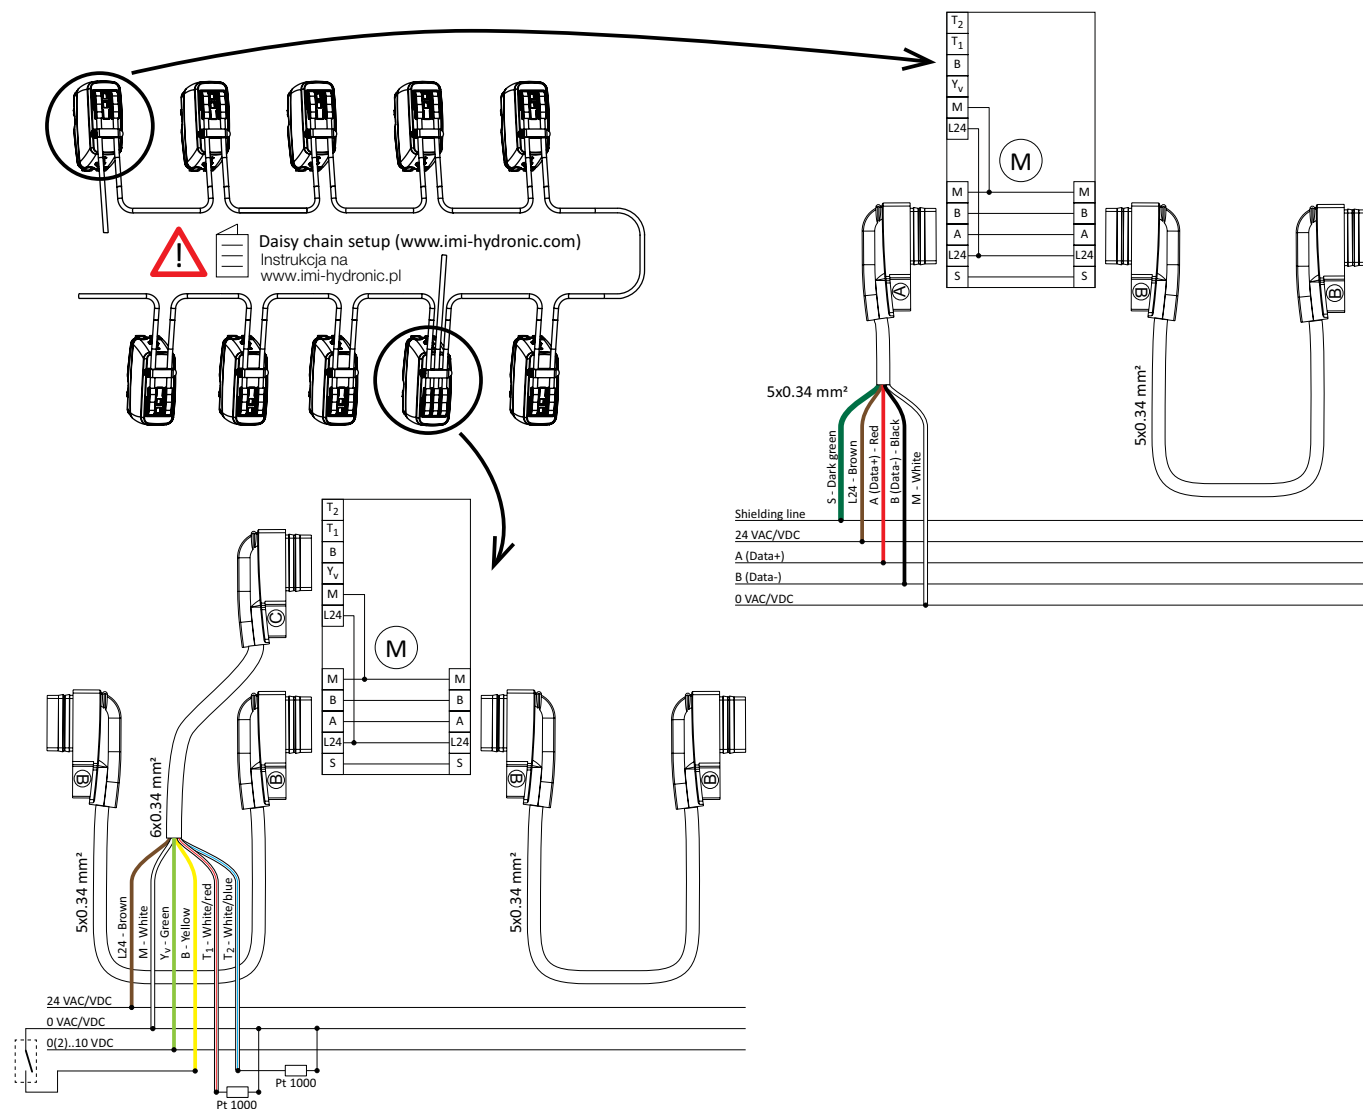 T2
T1
B
Yv
M
L24
M
M
M
B
B
A
A
L24
L24
S
S
A
B
B
Daisy chain setup (www.imi-hydronic.com)
Instrukcja na
www.imi-hydronic.pl
5x0.34 mm²
5x0.34 mm²
S - Dark green
L24 - Brown
A (Data+) - Red
B (Data-) - Black
M - White
Shielding line
24 VAC/VDC
A (Data+)
B (Data-)
0 VAC/VDC
T2
T1
B
Yv
M
L24
M
M
M
B
B
A
A
L24
L24
S
S
C
B
B
B
B
6x0.34 mm²
5x0.34 mm²
5x0.34 mm²
L24 - Brown
M - White
Yv - Green
B - Yellow
T1 - White/red
T2 - White/blue
24 VAC/VDC
0 VAC/VDC
0(2)..10 VDC
Pt 1000
Pt 1000